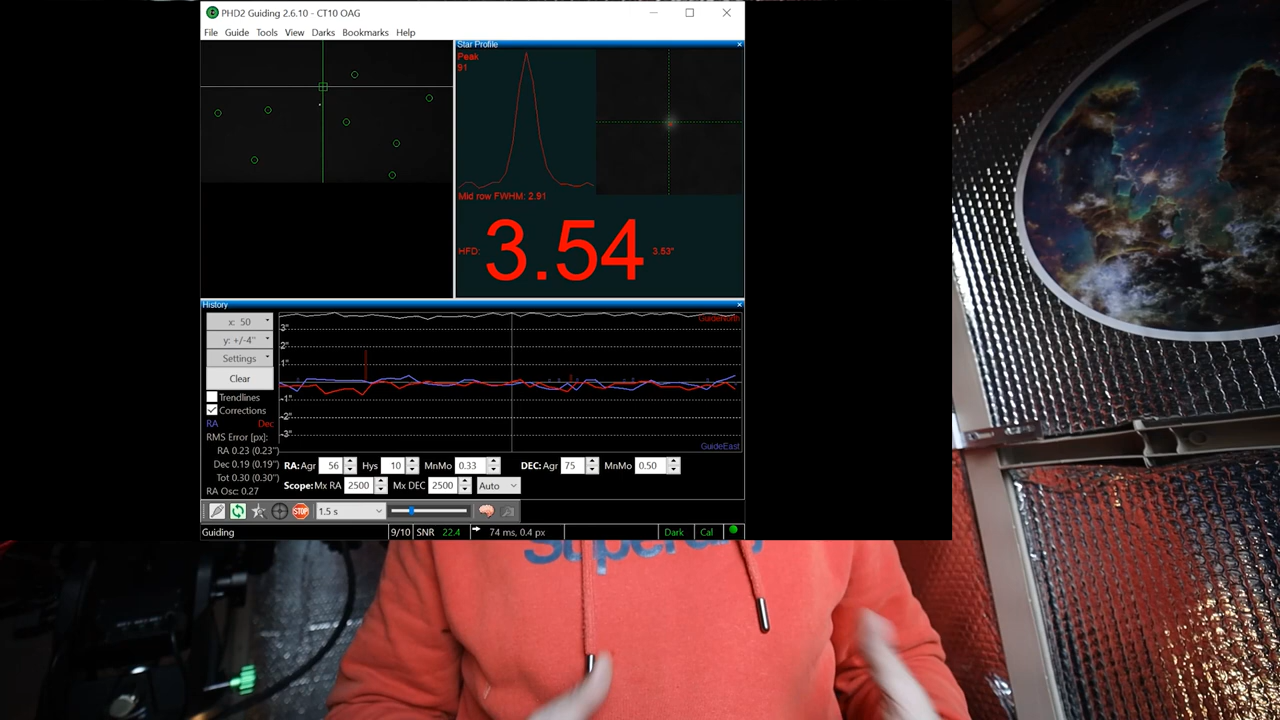 PHD2 Guiding 2.6.10 - CT10 OAG
File Guide Tools View Darks Bookmarks Help
Star Profile
Peak
91
Mid row FWHM: 2.91
HFD: 3.54 3.53"
History
x: 50
y: +/-4"
Settings
Clear
Trendlines
Corrections
RA Dec
RMS Error [px]:
RA 0.23 (0.23")
Dec 0.19 (0.19")
Tot 0.30 (0.30")
RA Osc: 0.27
GuideNorth
3"
2"
1"
-1"
-2"
-3"
GuideEast
RA: Agr 56 Hys 10 MnMo 0.33 DEC: Agr 75 MnMo 0.50
Scope: Mx RA 2500 Mx DEC 2500 Auto
STOP 1.5 s
Guiding 9/10 SNR 22.4 74 ms, 0.4 px Dark Cal